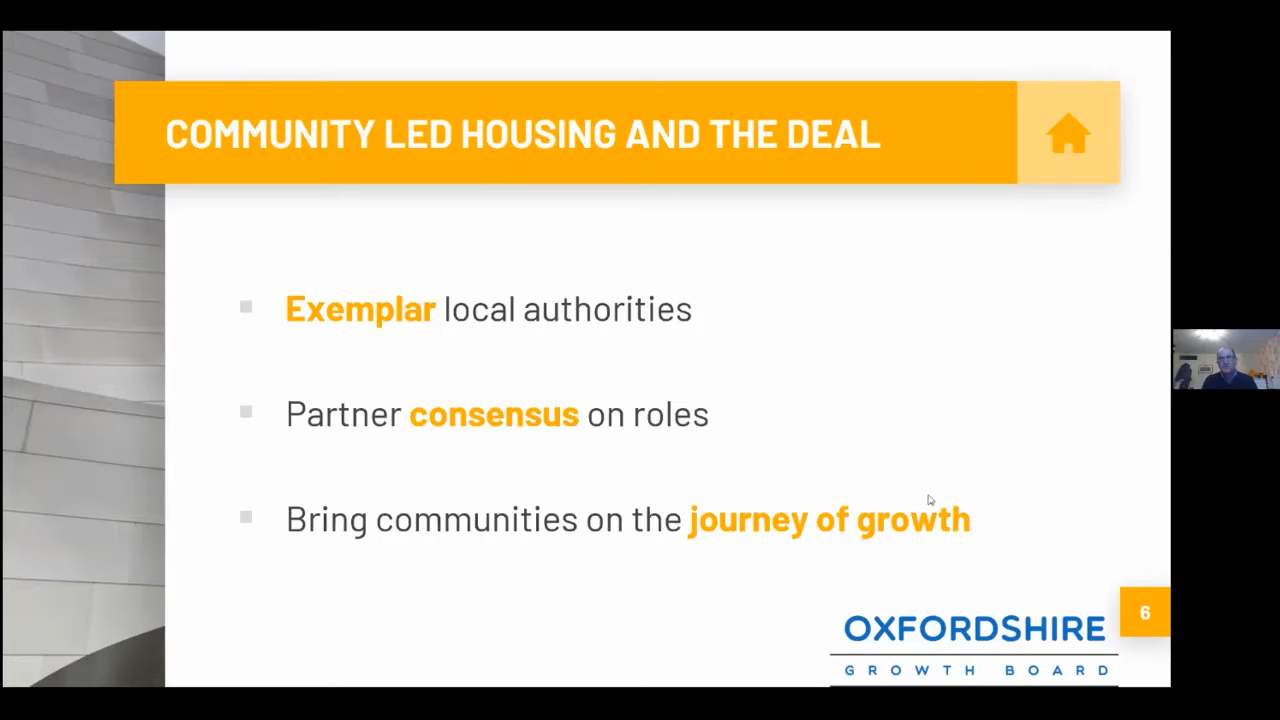 COMMUNITY LED HOUSING AND THE DEAL
Exemplar local authorities
Partner consensus on roles
Bring communities on the journey of growth
6
OXFORDSHIRE
GROWTH BOARD